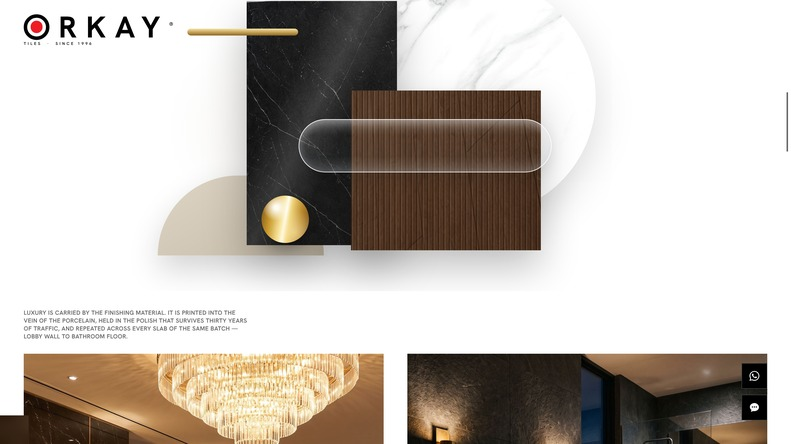 ORKAY®
TILES · SINCE 1996
LUXURY IS CARRIED BY THE FINISHING MATERIAL. IT IS PRINTED INTO THE
VEIN OF THE PORCELAIN, HELD IN THE POLISH THAT SURVIVES THIRTY YEARS
OF TRAFFIC, AND REPEATED ACROSS EVERY SLAB OF THE SAME BATCH —
LOBBY WALL TO BATHROOM FLOOR.